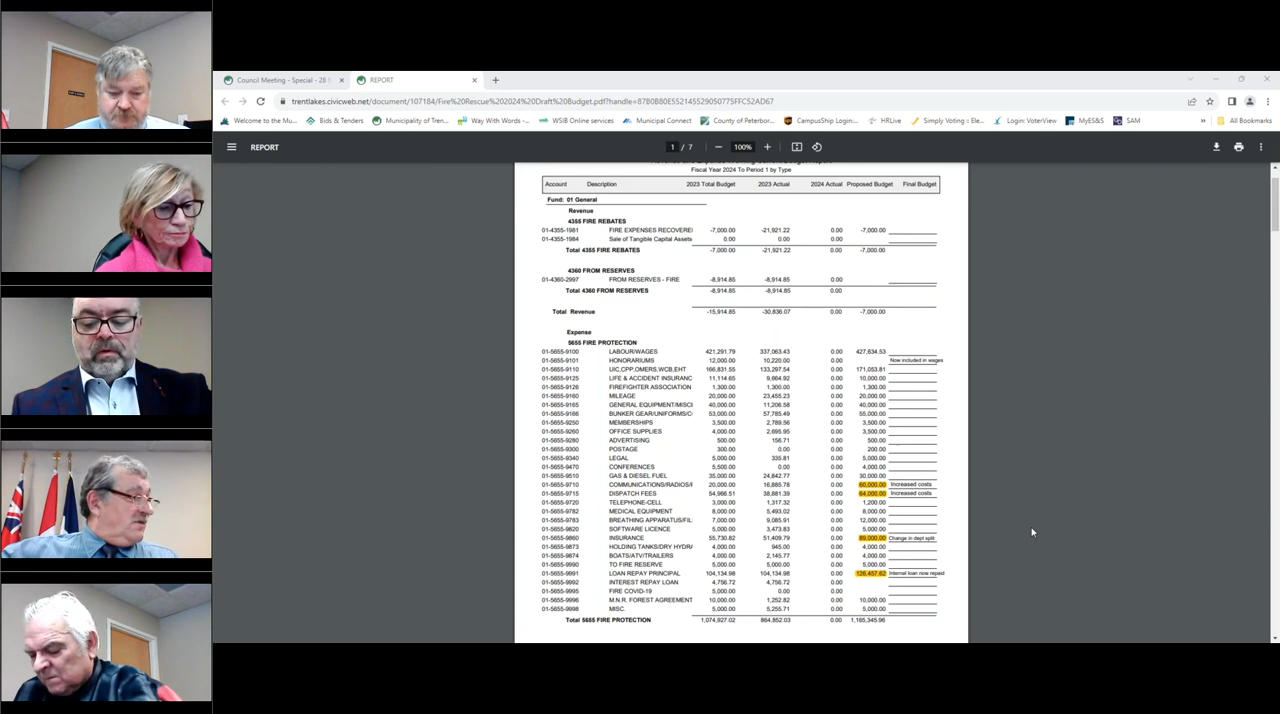 Council Meeting - Special - 28
REPORT
trentlakes.civicweb.net/document/107184/Fire%20Rescue%202024%20Draft%20Budget.pdf?handle=87B0B80E552145529050775FFC52AD67
Welcome to the Mu... Bids & Tenders Municipality of Tren... Way With Words -... WSIB Online services Municipal Connect County of Peterbor... CampusShip Login:... HRLive Simply Voting :: Ele... Login: VoterView MyES&S SAM » All Bookmarks
REPORT 1 / 7 100%
Fiscal Year 2024 To Period 1 by Type
Account Description 2023 Total Budget 2023 Actual 2024 Actual Proposed Budget Final Budget
Fund: 01 General
Revenue
4355 FIRE REBATES
01-4355-1981 FIRE EXPENSES RECOVERE -7,000.00 -21,921.22 0.00 -7,000.00
01-4355-1984 Sale of Tangible Capital Assets 0.00 0.00 0.00
Total 4355 FIRE REBATES -7,000.00 -21,921.22 0.00 -7,000.00
4360 FROM RESERVES
01-4360-2997 FROM RESERVES - FIRE -8,914.85 -8,914.85 0.00
Total 4360 FROM RESERVES -8,914.85 -8,914.85 0.00
Total Revenue -15,914.85 -30,836.07 0.00 -7,000.00
Expense
5655 FIRE PROTECTION
01-5655-9100 LABOUR/WAGES 421,291.79 337,063.43 0.00 427,634.53
01-5655-9101 HONORARIUMS 12,000.00 10,220.00 0.00 Now included in wages
01-5655-9110 UIC,CPP,OMERS,WCB,EHT 166,831.55 133,297.54 0.00 171,053.81
01-5655-9125 LIFE & ACCIDENT INSURANC 11,114.65 9,664.92 0.00 10,000.00
01-5655-9126 FIREFIGHTER ASSOCIATION 1,300.00 1,300.00 0.00 1,300.00
01-5655-9160 MILEAGE 20,000.00 23,455.23 0.00 20,000.00
01-5655-9165 GENERAL EQUIPMENT/MISCI 40,000.00 11,206.58 0.00 40,000.00
01-5655-9166 BUNKER GEAR/UNIFORMS/C 53,000.00 57,785.49 0.00 55,000.00
01-5655-9250 MEMBERSHIPS 3,500.00 2,789.56 0.00 3,500.00
01-5655-9260 OFFICE SUPPLIES 4,000.00 2,695.95 0.00 3,500.00
01-5655-9280 ADVERTISING 500.00 156.71 0.00 500.00
01-5655-9300 POSTAGE 300.00 0.00 0.00 200.00
01-5655-9340 LEGAL 5,000.00 335.81 0.00 5,000.00
01-5655-9470 CONFERENCES 5,500.00 0.00 0.00 4,000.00
01-5655-9510 GAS & DIESEL FUEL 35,000.00 24,842.77 0.00 30,000.00
01-5655-9710 COMMUNICATIONS/RADIOS/F 20,000.00 16,885.78 0.00 60,000.00 Increased costs
01-5655-9715 DISPATCH FEES 54,966.51 38,881.39 0.00 64,000.00 Increased costs
01-5655-9720 TELEPHONE-CELL 3,000.00 1,317.32 0.00 1,200.00
01-5655-9782 MEDICAL EQUIPMENT 8,000.00 5,493.02 0.00 8,000.00
01-5655-9783 BREATHING APPARATUS/FIL 7,000.00 9,085.91 0.00 12,000.00
01-5655-9820 SOFTWARE LICENCE 5,000.00 3,473.83 0.00 5,000.00
01-5655-9860 INSURANCE 55,730.82 51,409.79 0.00 89,000.00 Change in dept split
01-5655-9873 HOLDING TANKS/DRY HYDR 4,000.00 945.00 0.00 4,000.00
01-5655-9874 BOATS/ATV/TRAILERS 4,000.00 2,145.77 0.00 4,000.00
01-5655-9990 TO FIRE RESERVE 5,000.00 5,000.00 0.00 5,000.00
01-5655-9991 LOAN REPAY PRINCIPAL 104,134.98 104,134.98 0.00 126,457.62 Internal loan now repaid
01-5655-9992 INTEREST REPAY LOAN 4,756.72 4,756.72 0.00
01-5655-9995 FIRE COVID-19 5,000.00 0.00 0.00
01-5655-9996 M.N.R. FOREST AGREEMENT 10,000.00 1,252.82 0.00 10,000.00
01-5655-9998 MISC. 5,000.00 5,255.71 0.00 5,000.00
Total 5655 FIRE PROTECTION 1,074,927.02 864,852.03 0.00 1,165,345.96